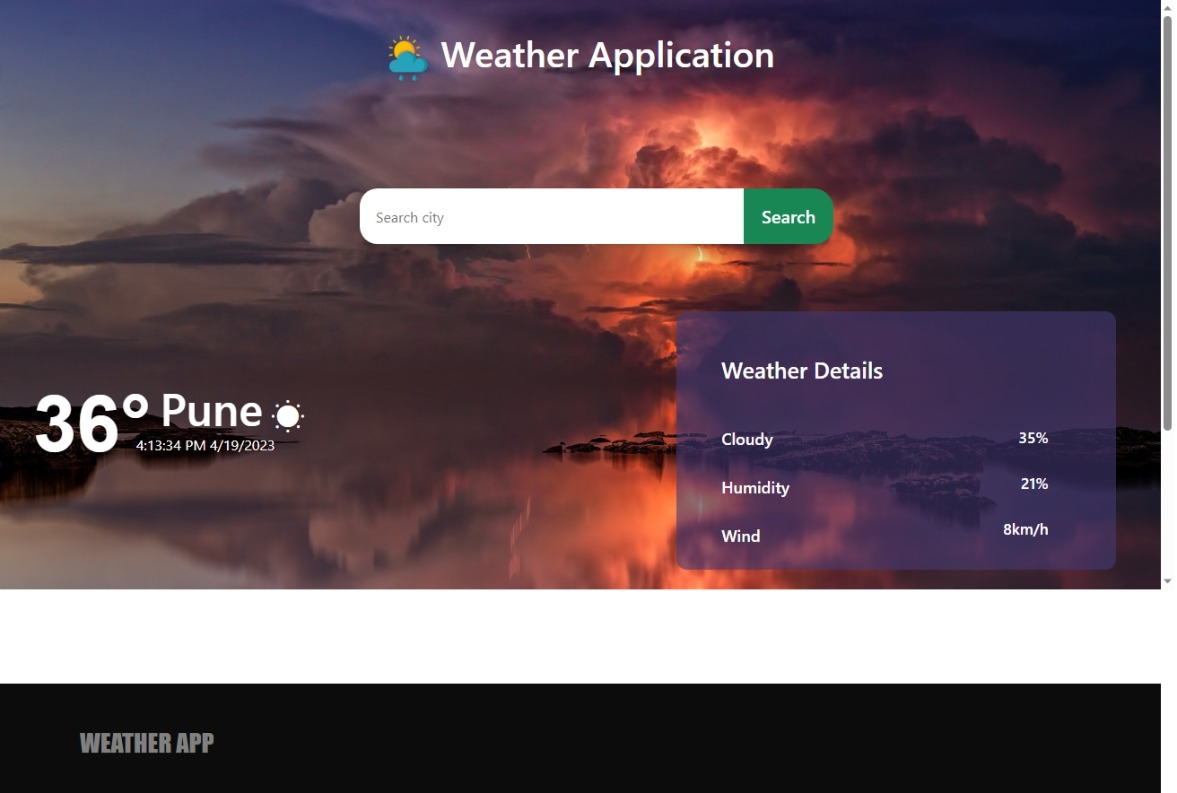 Weather Application
Search city
Search
Weather Details
36° Pune
4:13:34 PM 4/19/2023
Cloudy 35%
Humidity 21%
Wind 8km/h
WEATHER APP